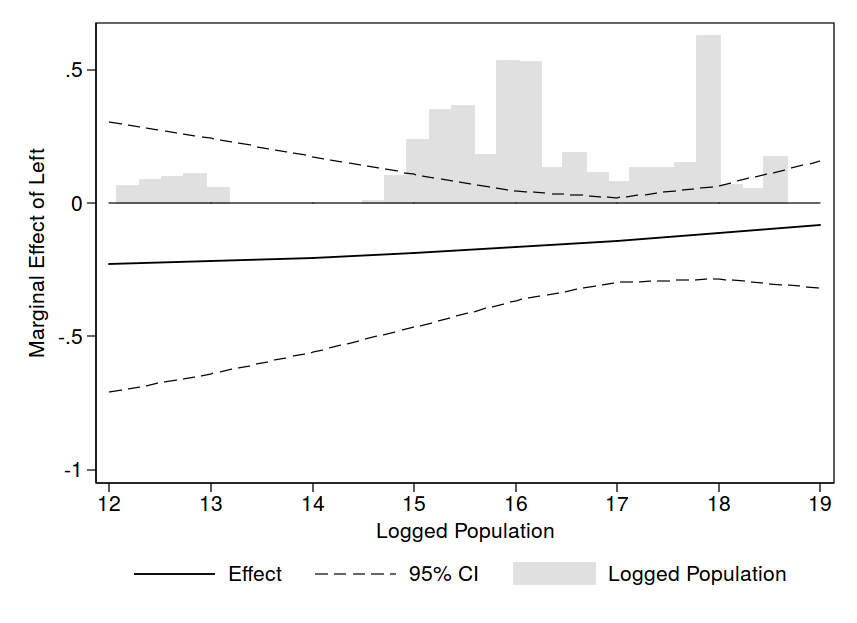 .5
0
-.5
-1
Marginal Effect of Left
12 13 14 15 16 17 18 19
Logged Population
Effect 95% CI Logged Population